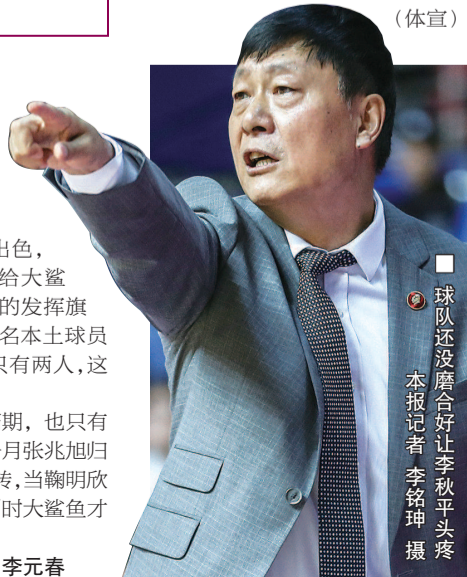 （体宣）
出色，
给大鲨
的发挥旗
名本土球员
只有两人，这
期，也只有
月张兆旭归
转，当鞠明欣
时大鲨鱼才
李元春
■ 球队还没磨合好让李秋平头疼
本报记者 李铭珅 摄